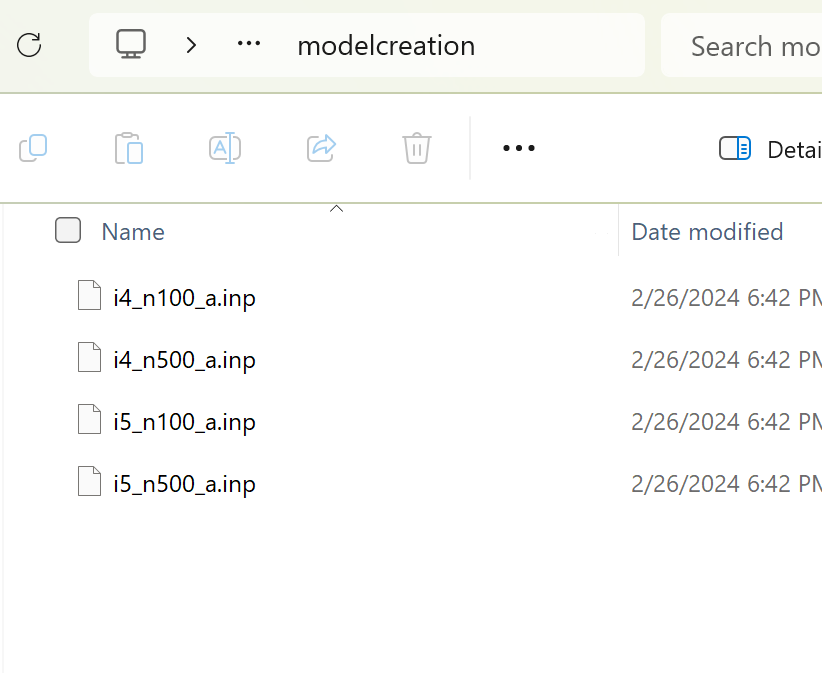 modelcreation
Search mo
Detai
Name
Date modified
i4_n100_a.inp
2/26/2024 6:42 PM
i4_n500_a.inp
2/26/2024 6:42 PM
i5_n100_a.inp
2/26/2024 6:42 PM
i5_n500_a.inp
2/26/2024 6:42 PM